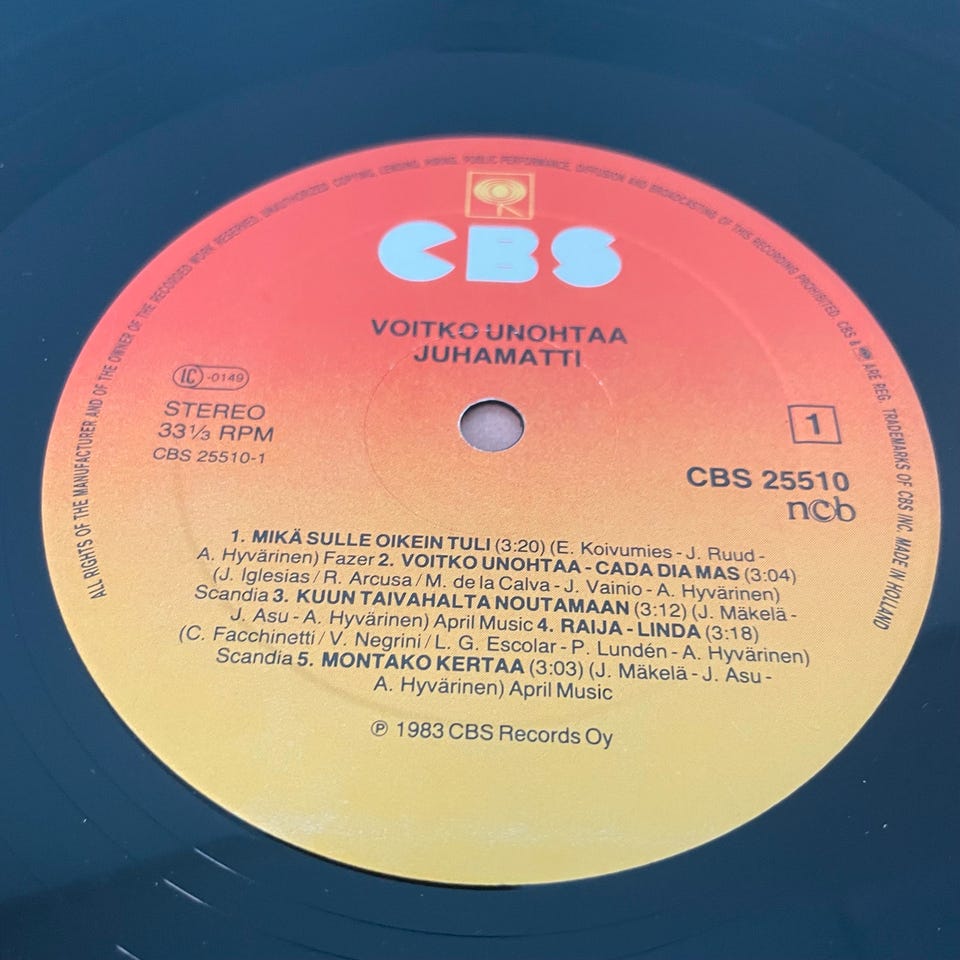 ALL RIGHTS OF THE MANUFACTURER AND OF THE OWNER OF THE RECORDED WORK RESERVED. UNAUTHORIZED COPYING, LENDING, HIRING, PUBLIC PERFORMANCE, DIFFUSION AND BROADCASTING OF THIS RECORDING PROHIBITED. CBS & ARE REG. TRADEMARKS OF CBS INC. MADE IN HOLLAND
CBS
VOITKO UNOHTAA
JUHAMATTI
LC -0149
STEREO
33 1/3 RPM
CBS 25510-1
1
CBS 25510
ncb
1. MIKÄ SULLE OIKEIN TULI (3:20) (E. Koivumies - J. Ruud -
A. Hyvärinen) Fazer 2. VOITKO UNOHTAA - CADA DIA MAS (3:04)
(J. Iglesias / R. Arcusa / M. de la Calva - J. Vainio - A. Hyvärinen)
Scandia 3. KUUN TAIVAHALTA NOUTAMAAN (3:12) (J. Mäkelä -
J. Asu - A. Hyvärinen) April Music 4. RAIJA - LINDA (3:18)
(C. Facchinetti / V. Negrini / L. G. Escolar - P. Lundén - A. Hyvärinen)
Scandia 5. MONTAKO KERTAA (3:03) (J. Mäkelä - J. Asu -
A. Hyvärinen) April Music
℗ 1983 CBS Records Oy